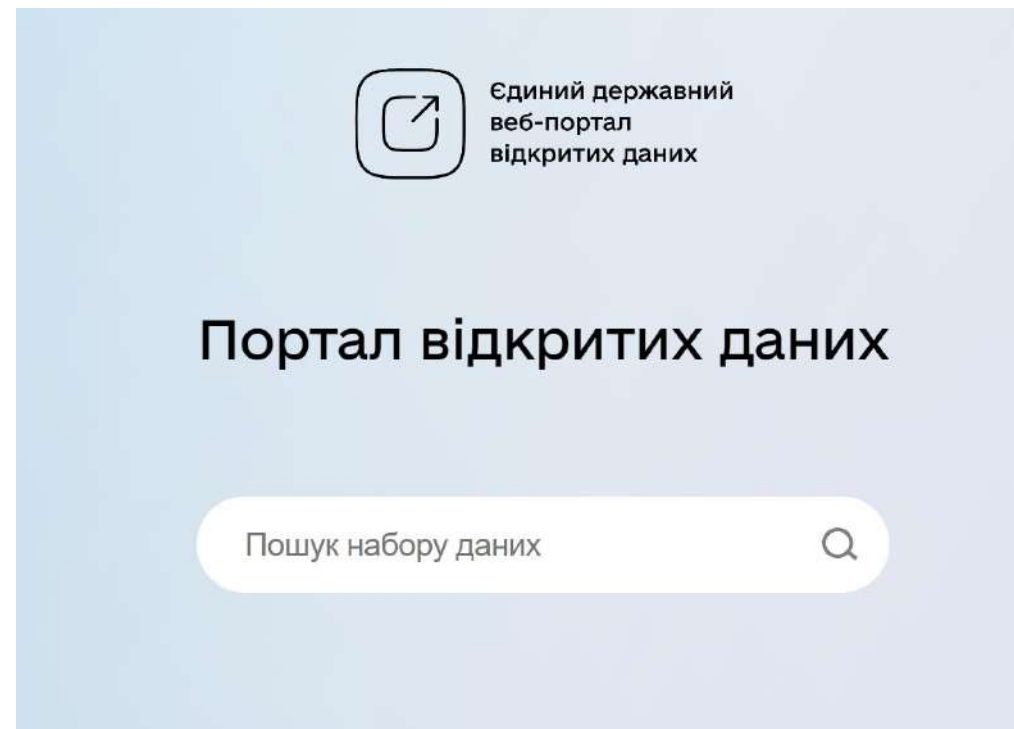 Єдиний державний
веб-портал
відкритих даних
Портал відкритих даних
Пошук набору даних